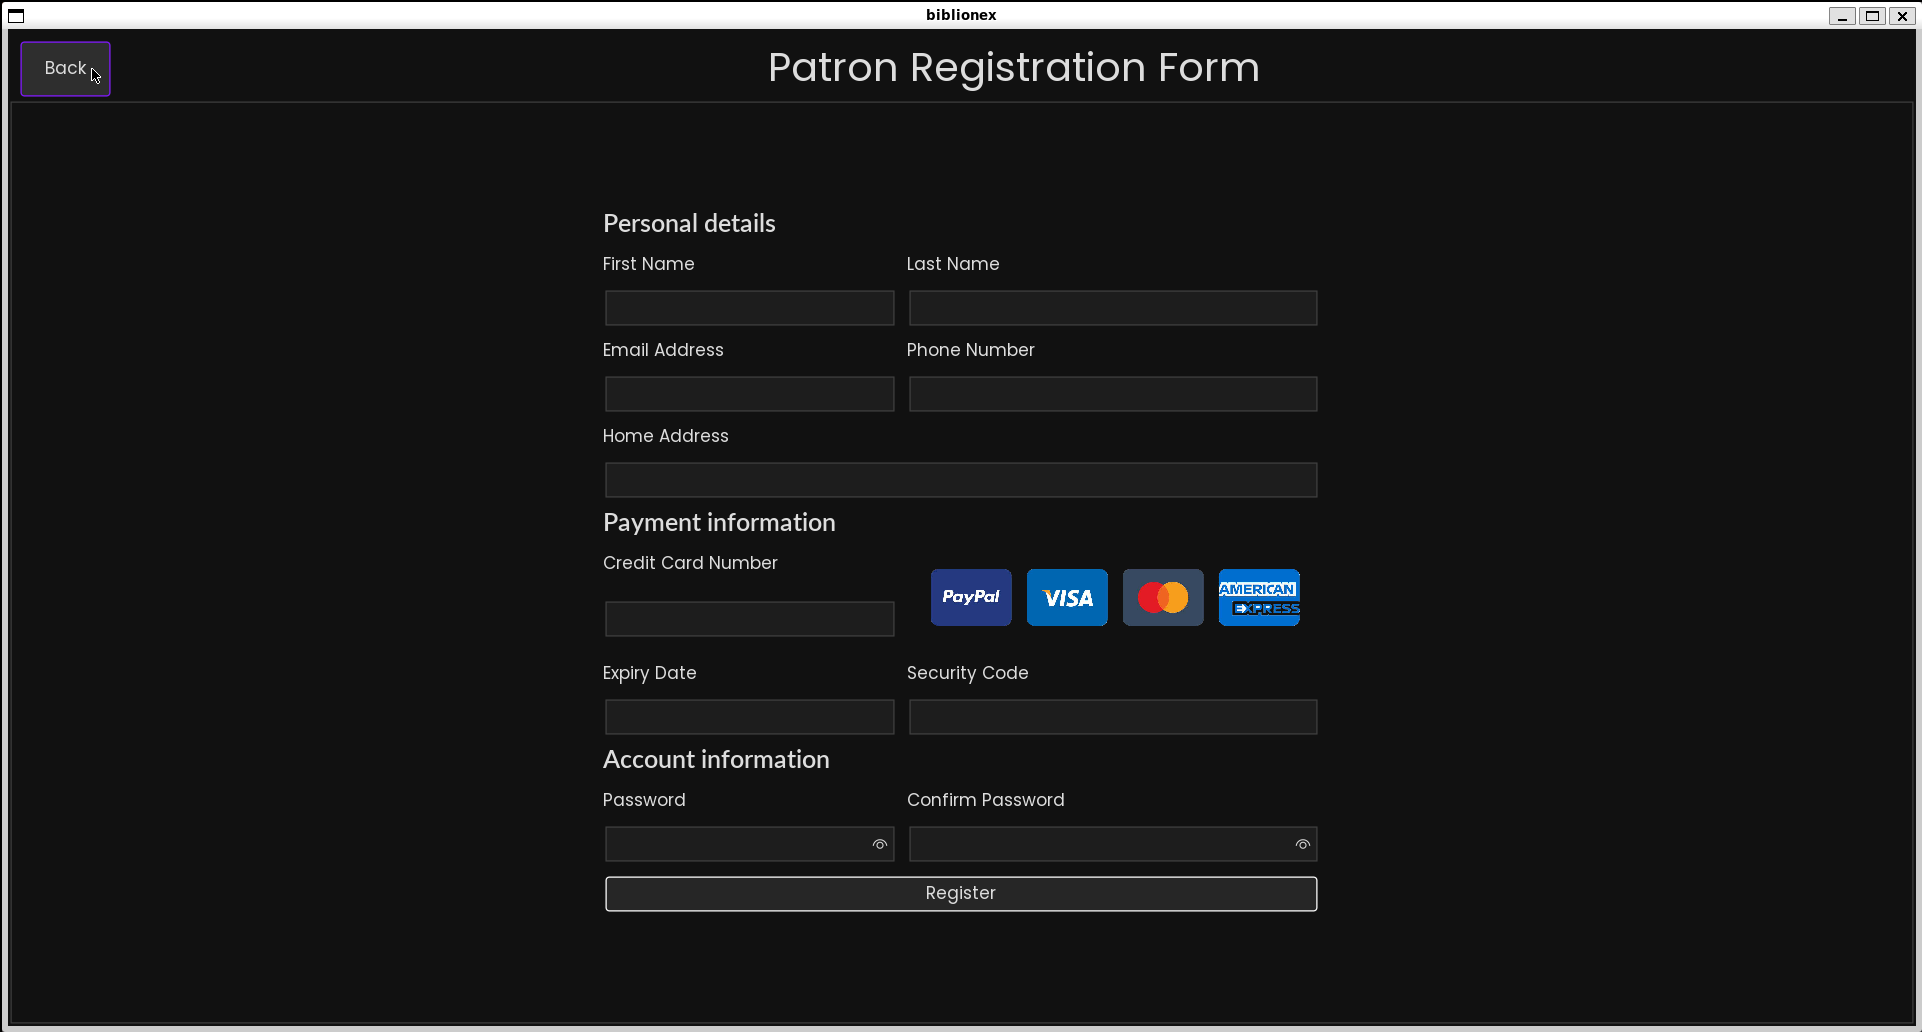 biblionex
Back
Patron Registration Form
Personal details
First Name Last Name
Email Address Phone Number
Home Address
Payment information
Credit Card Number
PayPal VISA AMERICAN EXPRESS
Expiry Date Security Code
Account information
Password Confirm Password
Register